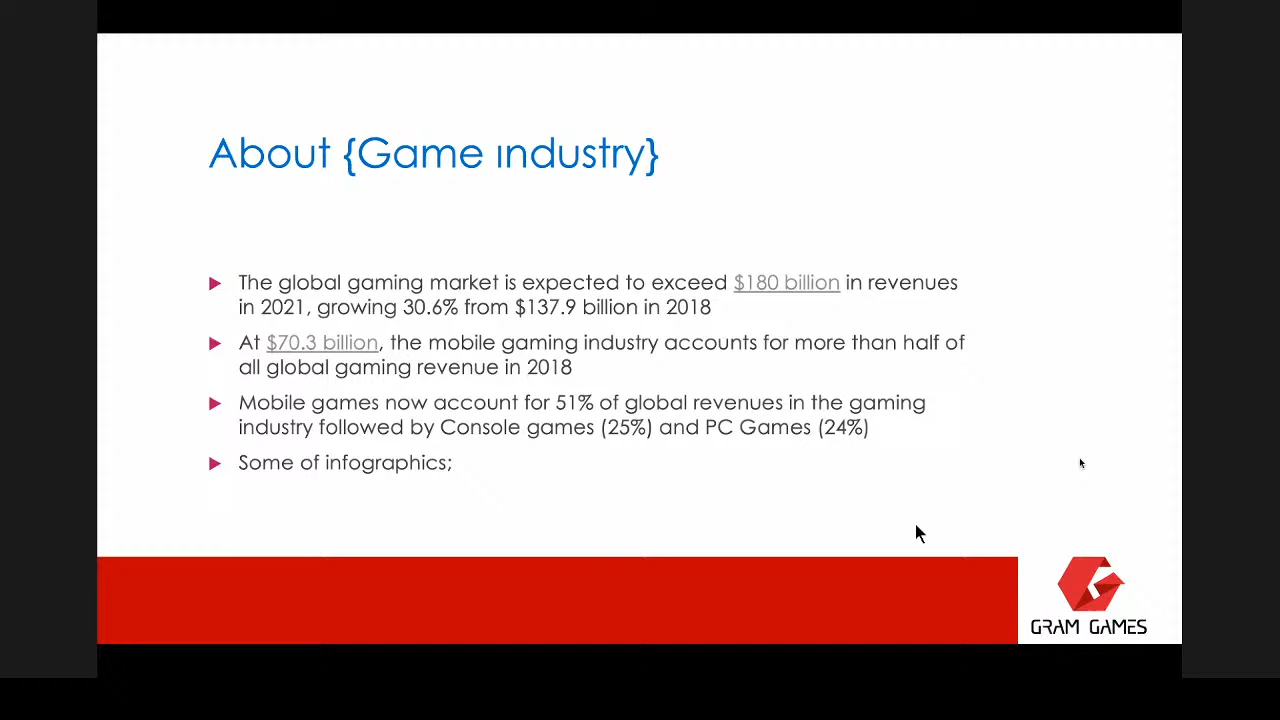 About {Game ındustry}
The global gaming market is expected to exceed $180 billion in revenues
in 2021, growing 30.6% from $137.9 billion in 2018
At $70.3 billion, the mobile gaming industry accounts for more than half of
all global gaming revenue in 2018
Mobile games now account for 51% of global revenues in the gaming
industry followed by Console games (25%) and PC Games (24%)
Some of infographics;
GRAM GAMES